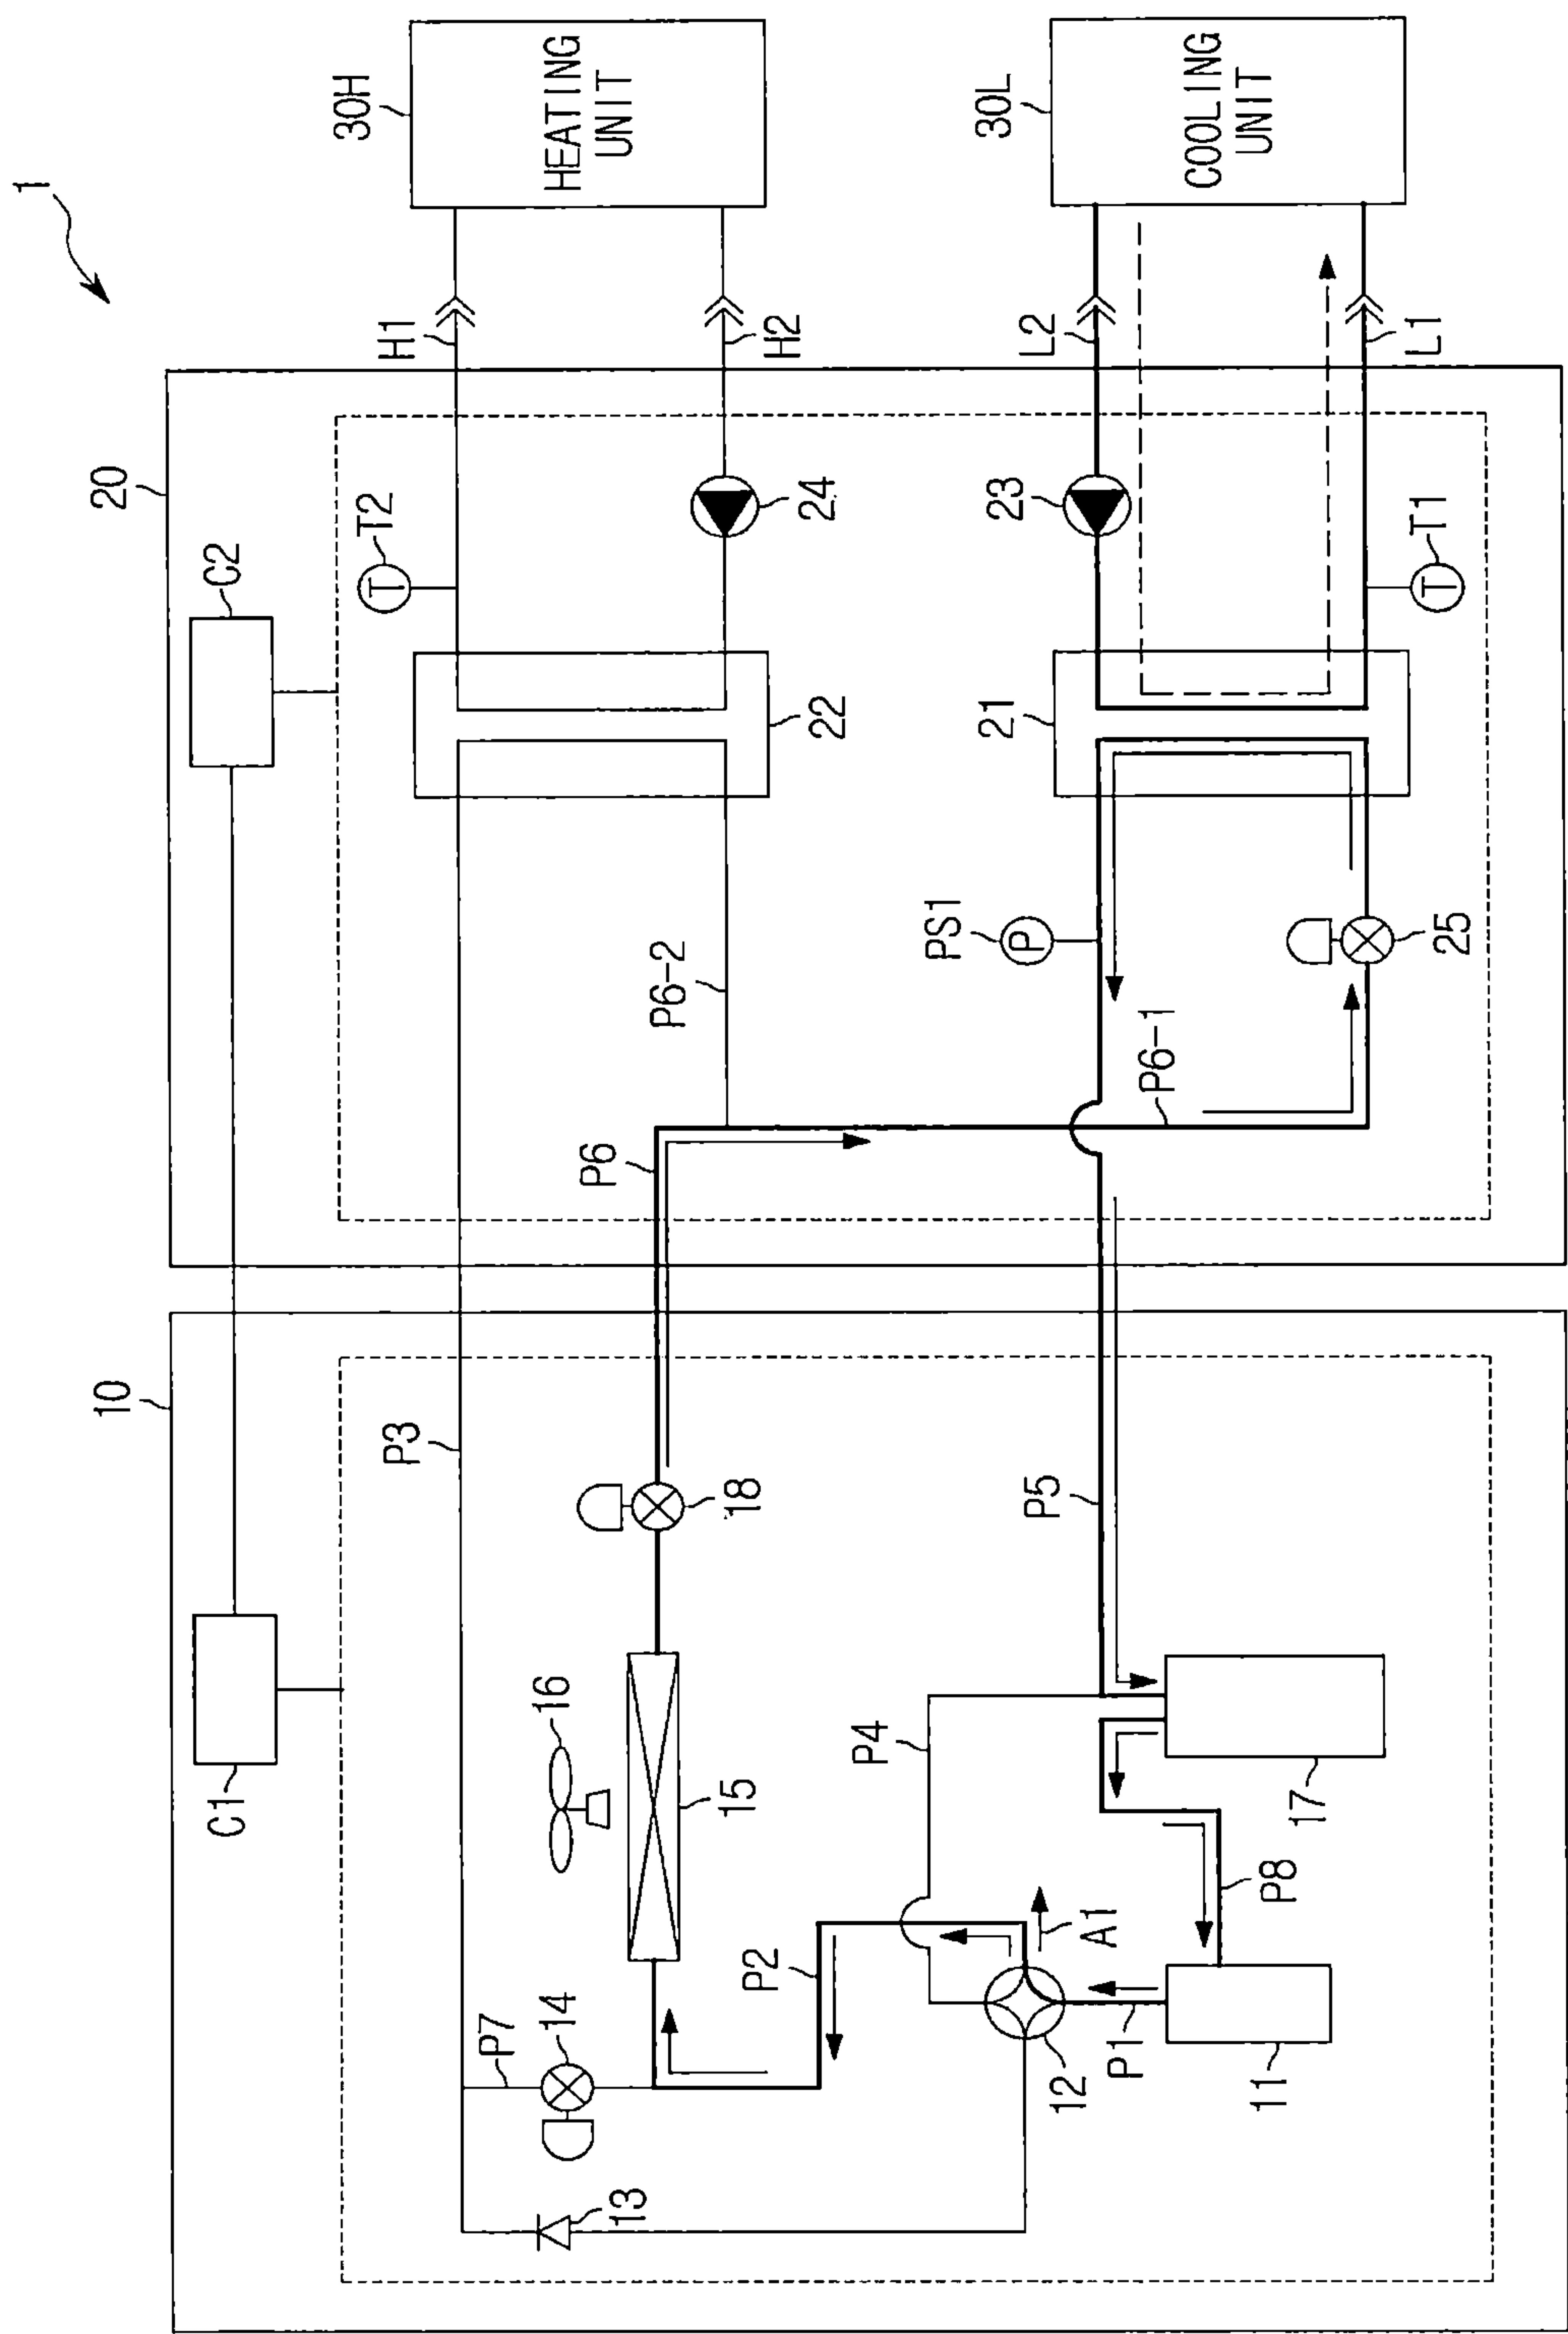 1
30H
HEATING
UNIT
30L
COOLING
UNIT
H1
H2
L2
L1
20
C2
T2
T
24
23
T
T1
22
21
PS1
P
25
P6-2
P6-1
P6
10
C1
P3
18
P5
16
15
P4
17
P8
A1
P2
P7
14
12
P1
11
13